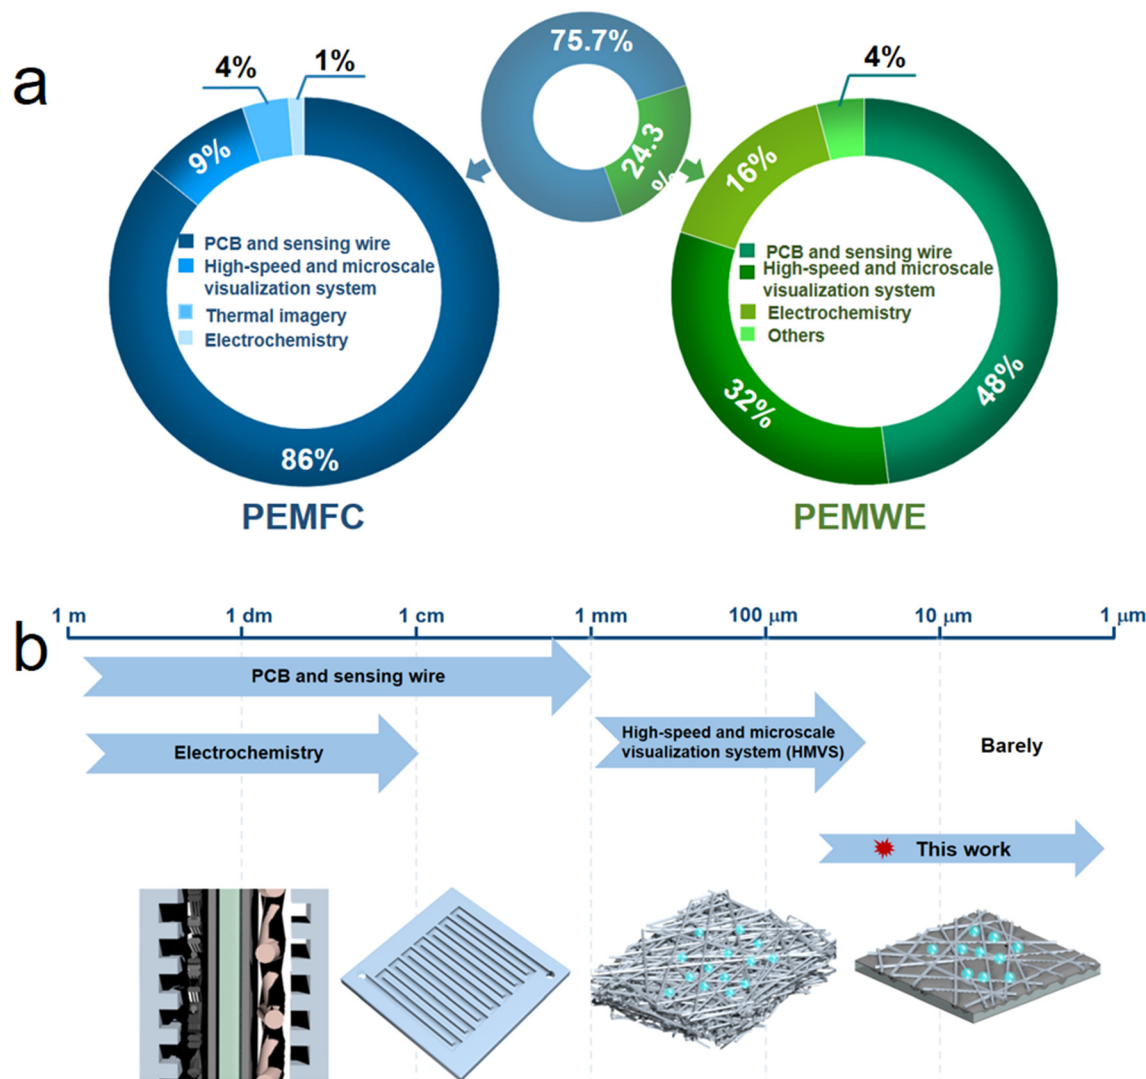 a
4%
1%
9%
86%
PCB and sensing wire
High-speed and microscale
visualization system
Thermal imagery
Electrochemistry
PEMFC
75.7%
24.3
%
4%
16%
32%
48%
PCB and sensing wire
High-speed and microscale
visualization system
Electrochemistry
Others
PEMWE
b
1 m
1 dm
1 cm
1 mm
100 μm
10 μm
1 μm
PCB and sensing wire
Electrochemistry
High-speed and microscale
visualization system (HMVS)
Barely
This work